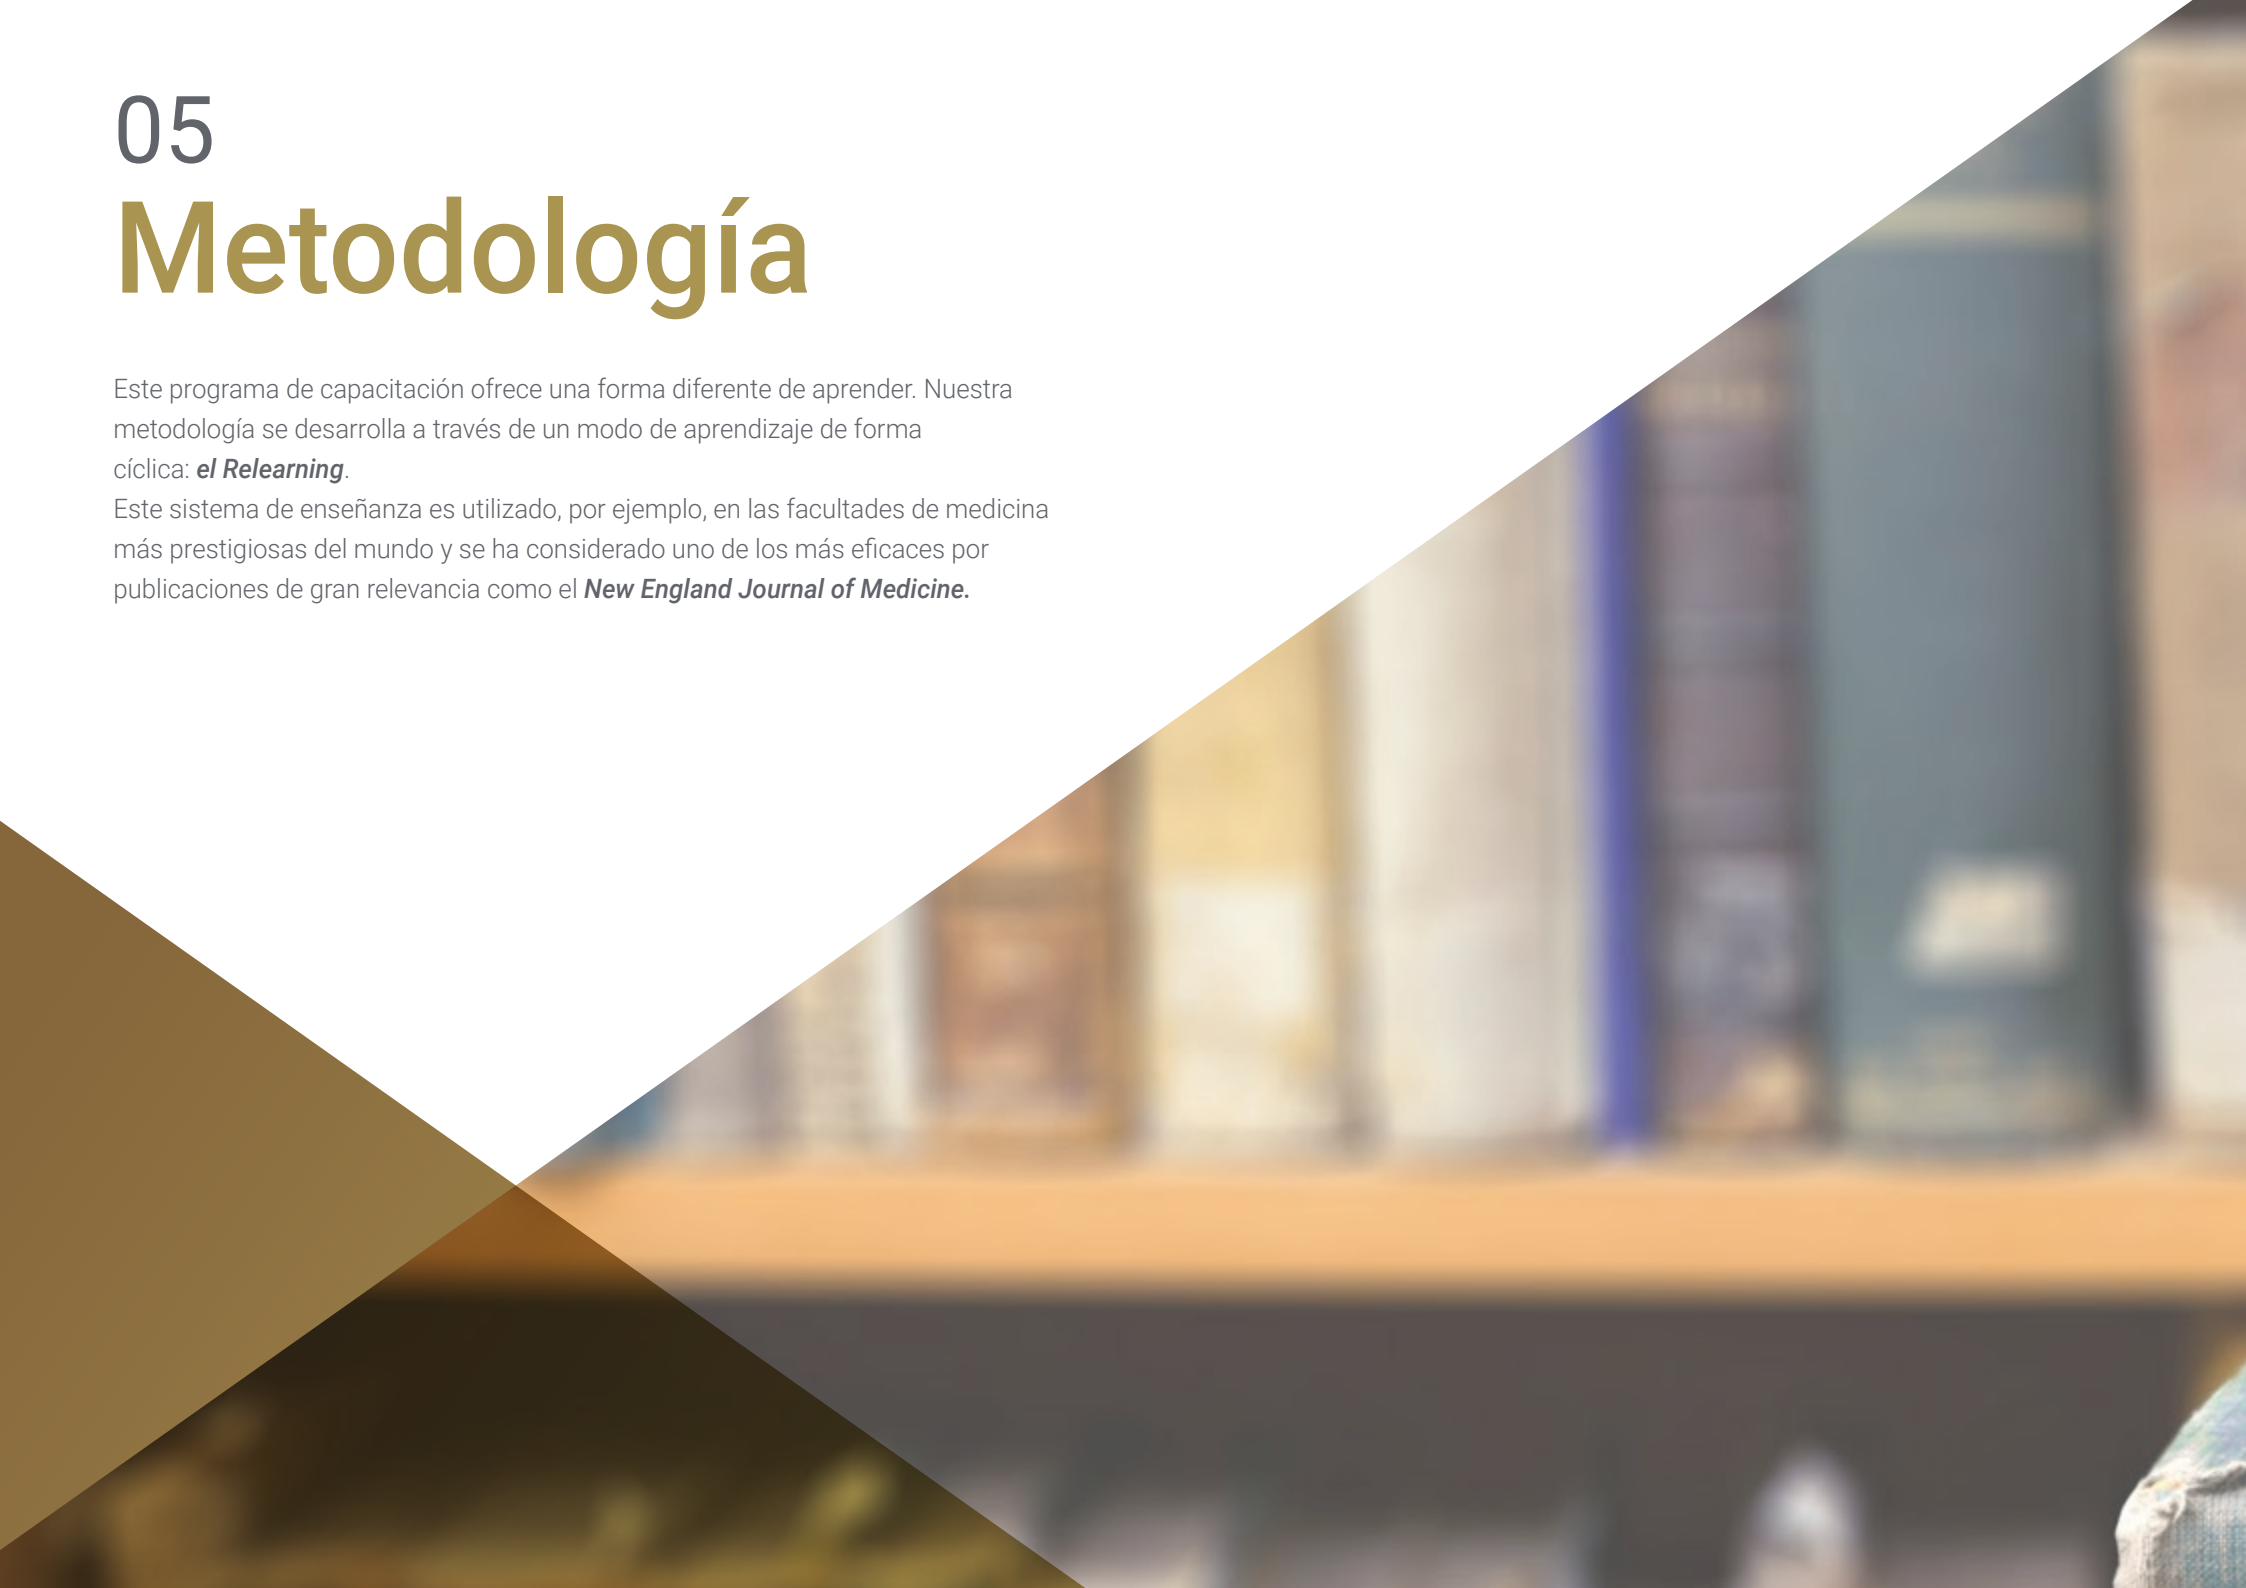 05
Metodología
Este programa de capacitación ofrece una forma diferente de aprender. Nuestra
metodología se desarrolla a través de un modo de aprendizaje de forma
cíclica: el Relearning.
Este sistema de enseñanza es utilizado, por ejemplo, en las facultades de medicina
más prestigiosas del mundo y se ha considerado uno de los más eficaces por
publicaciones de gran relevancia como el New England Journal of Medicine.